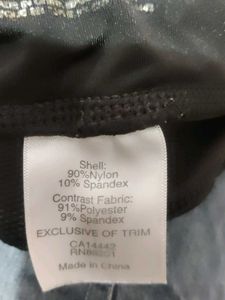 Shell:
90%Nylon
10% Spandex
Contrast Fabric:
91%Polyester
9% Spandex
EXCLUSIVE OF TRIM
CA14442
Made in China